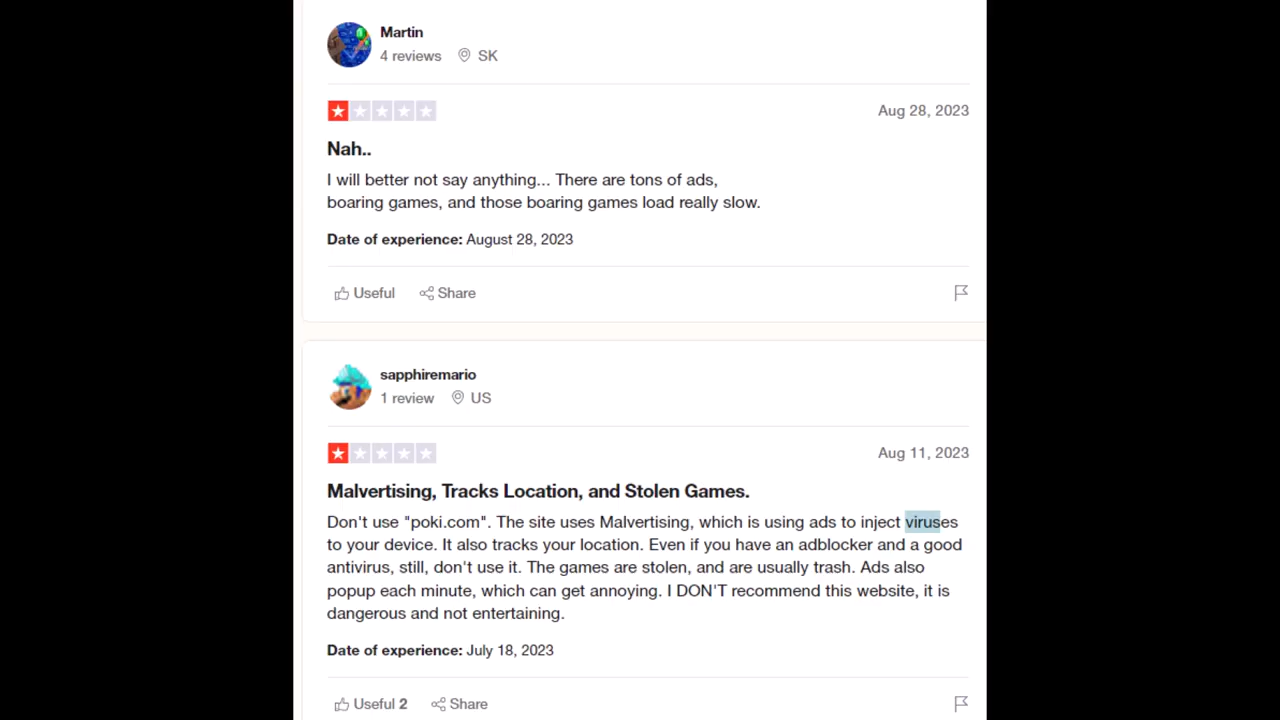 Martin
4 reviews SK
Aug 28, 2023
Nah..
I will better not say anything... There are tons of ads,
boaring games, and those boaring games load really slow.
Date of experience: August 28, 2023
Useful Share
sapphiremario
1 review US
Aug 11, 2023
Malvertising, Tracks Location, and Stolen Games.
Don't use "poki.com". The site uses Malvertising, which is using ads to inject viruses
to your device. It also tracks your location. Even if you have an adblocker and a good
antivirus, still, don't use it. The games are stolen, and are usually trash. Ads also
popup each minute, which can get annoying. I DON'T recommend this website, it is
dangerous and not entertaining.
Date of experience: July 18, 2023
Useful 2 Share